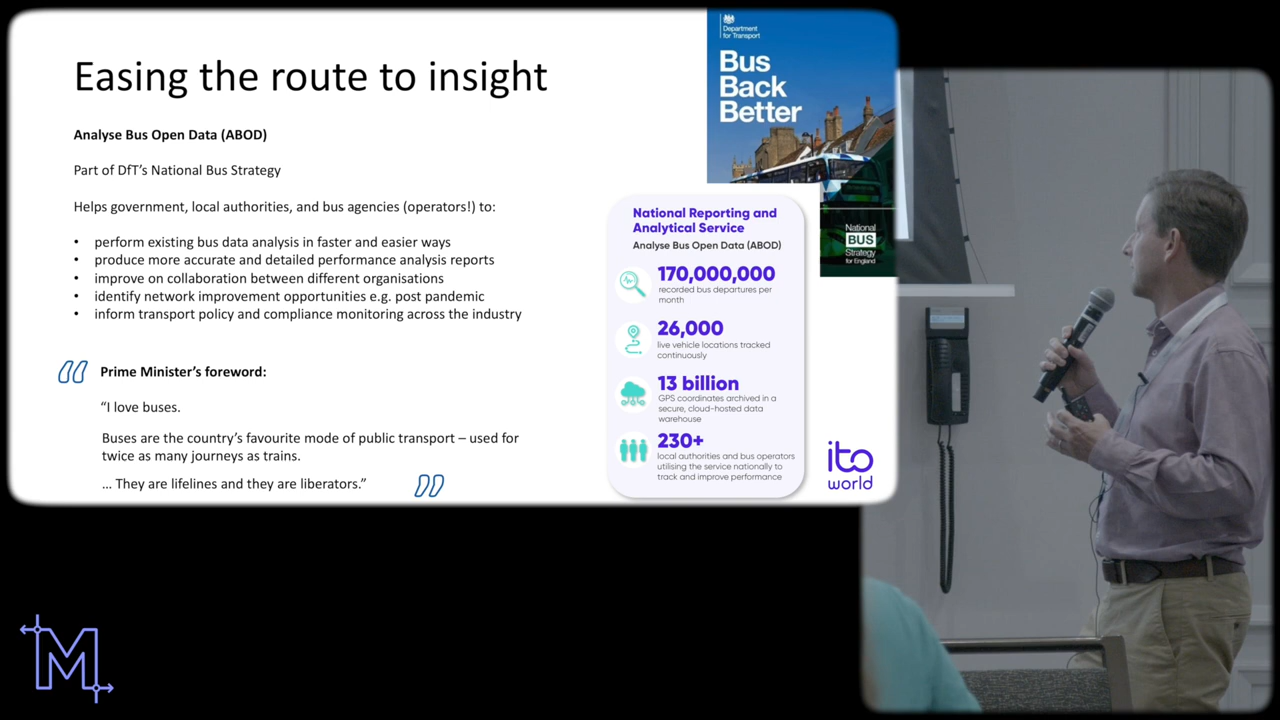 Easing the route to insight
Analyse Bus Open Data (ABOD)
Part of DfT’s National Bus Strategy
Helps government, local authorities, and bus agencies (operators!) to:
• perform existing bus data analysis in faster and easier ways
• produce more accurate and detailed performance analysis reports
• improve on collaboration between different organisations
• identify network improvement opportunities e.g. post pandemic
• inform transport policy and compliance monitoring across the industry
Prime Minister’s foreword:
“I love buses.
Buses are the country’s favourite mode of public transport – used for
twice as many journeys as trains.
… They are lifelines and they are liberators.”
Department
for Transport
Bus
Back
Better
National
BUS
Strategy
for England
National Reporting and
Analytical Service
Analyse Bus Open Data (ABOD)
170,000,000
recorded bus departures per
month
26,000
live vehicle locations tracked
continuously
13 billion
GPS coordinates archived in a
secure, cloud-hosted data
warehouse
230+
local authorities and bus operators
utilising the service nationally to
track and improve performance
ito
world
M